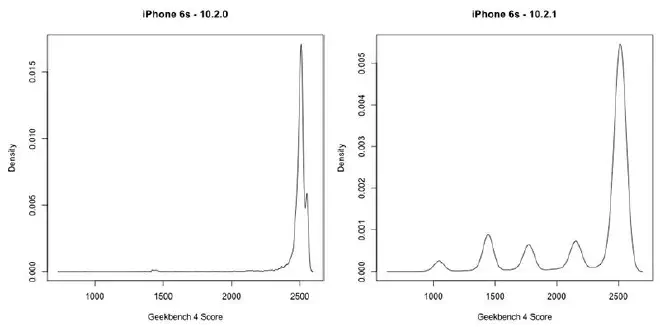 iPhone 6s - 10.2.0
Density
0.015
0.010
0.005
0.000
1000 1500 2000 2500
Geekbench 4 Score
iPhone 6s - 10.2.1
Density
0.005
0.004
0.003
0.002
0.001
0.000
1000 1500 2000 2500
Geekbench 4 Score